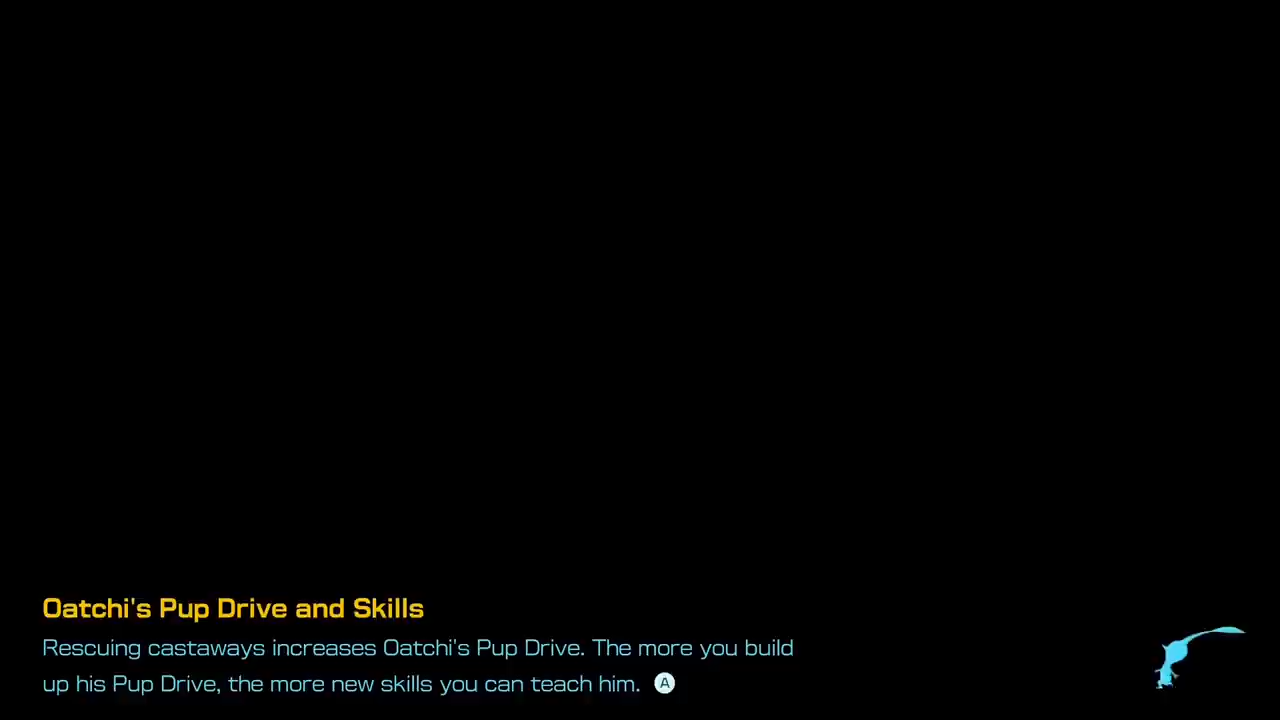 Oatchi's Pup Drive and Skills
Rescuing castaways increases Oatchi's Pup Drive. The more you build
up his Pup Drive, the more new skills you can teach him. A